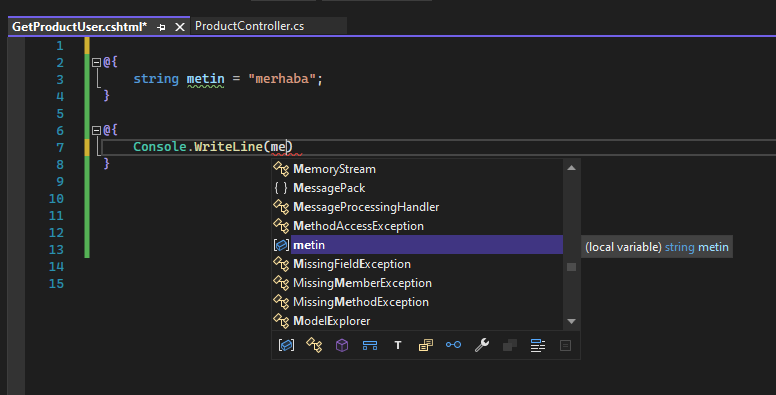 GetProductUser.cshtml* ProductController.cs
1
2 @{
3 string metin = "merhaba";
4 }
5
6 @{
7 Console.WriteLine(me)
8 }
9
10
11
12
13
14
15
MemoryStream
{ } MessagePack
MessageProcessingHandler
MethodAccessException
metin (local variable) string metin
MissingFieldException
MissingMemberException
MissingMethodException
ModelExplorer
T